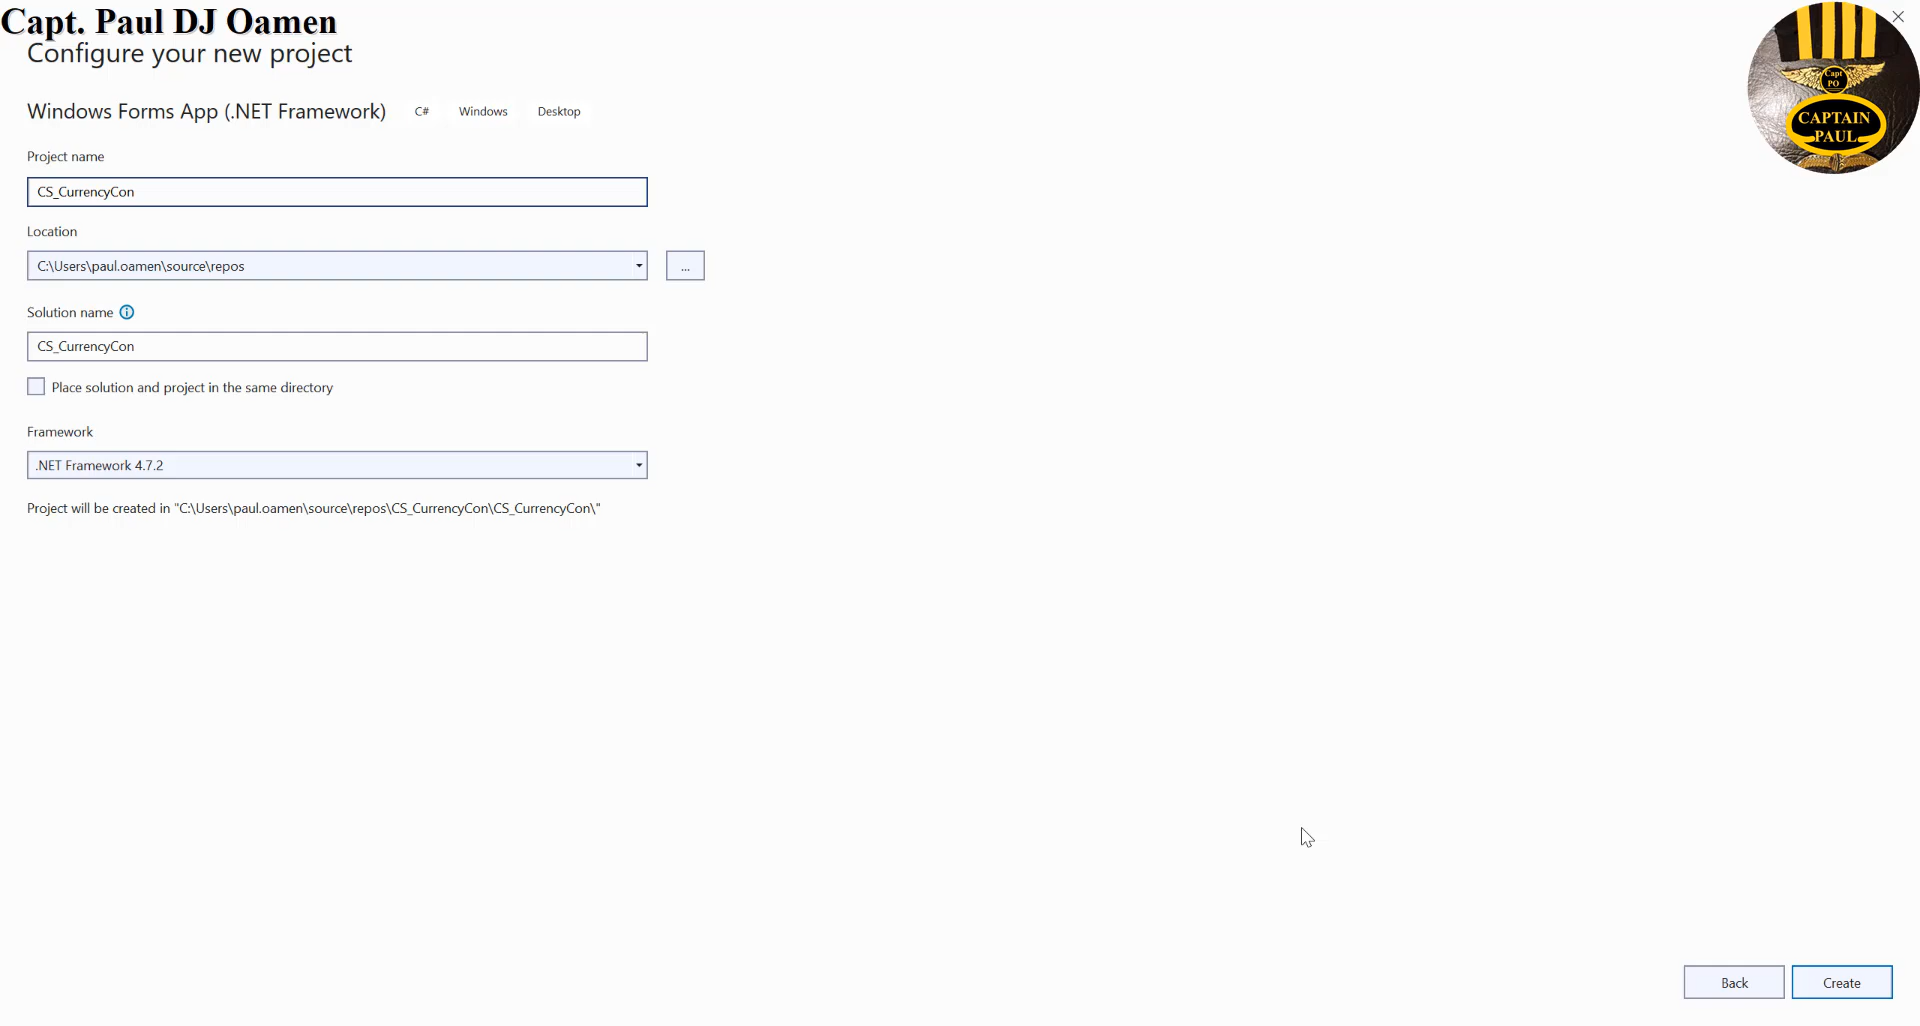 Capt. Paul DJ Oamen
Configure your new project
Windows Forms App (.NET Framework) C# Windows Desktop
Project name
CS_CurrencyCon
Location
C:\Users\paul.oamen\source\repos
...
Solution name
CS_CurrencyCon
Place solution and project in the same directory
Framework
.NET Framework 4.7.2
Project will be created in "C:\Users\paul.oamen\source\repos\CS_CurrencyCon\CS_CurrencyCon\"
Capt
PO
CAPTAIN
PAUL
Back Create